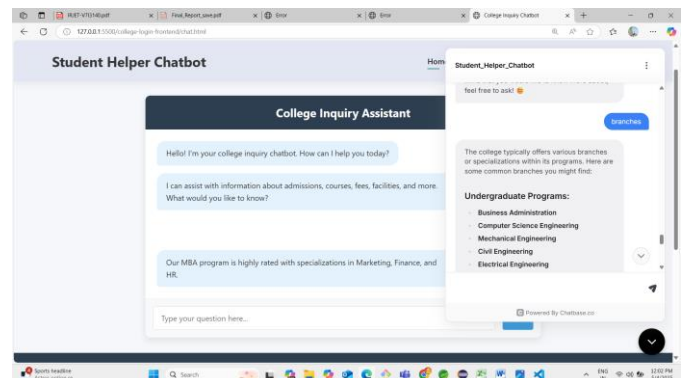 IRJET-V7I3140.pdf
Final_Report_save.pdf
Error
Error
College Inquiry Chatbot
127.0.0.1:5500/college-login-frontend/chat.html
Student Helper Chatbot
Hom
College Inquiry Assistant
Hello! I'm your college inquiry chatbot. How can I help you today?
I can assist with information about admissions, courses, fees, facilities, and more.
What would you like to know?
Our MBA program is highly rated with specializations in Marketing, Finance, and
HR.
Type your question here...
Student_Helper_Chatbot
feel free to ask! 😊
branches
The college typically offers various branches
or specializations within its programs. Here are
some common branches you might find:
Undergraduate Programs:
Business Administration
Computer Science Engineering
Mechanical Engineering
Civil Engineering
Electrical Engineering
Powered By Chatbase.co
Sports headline
Search
ENG
12:02 PM